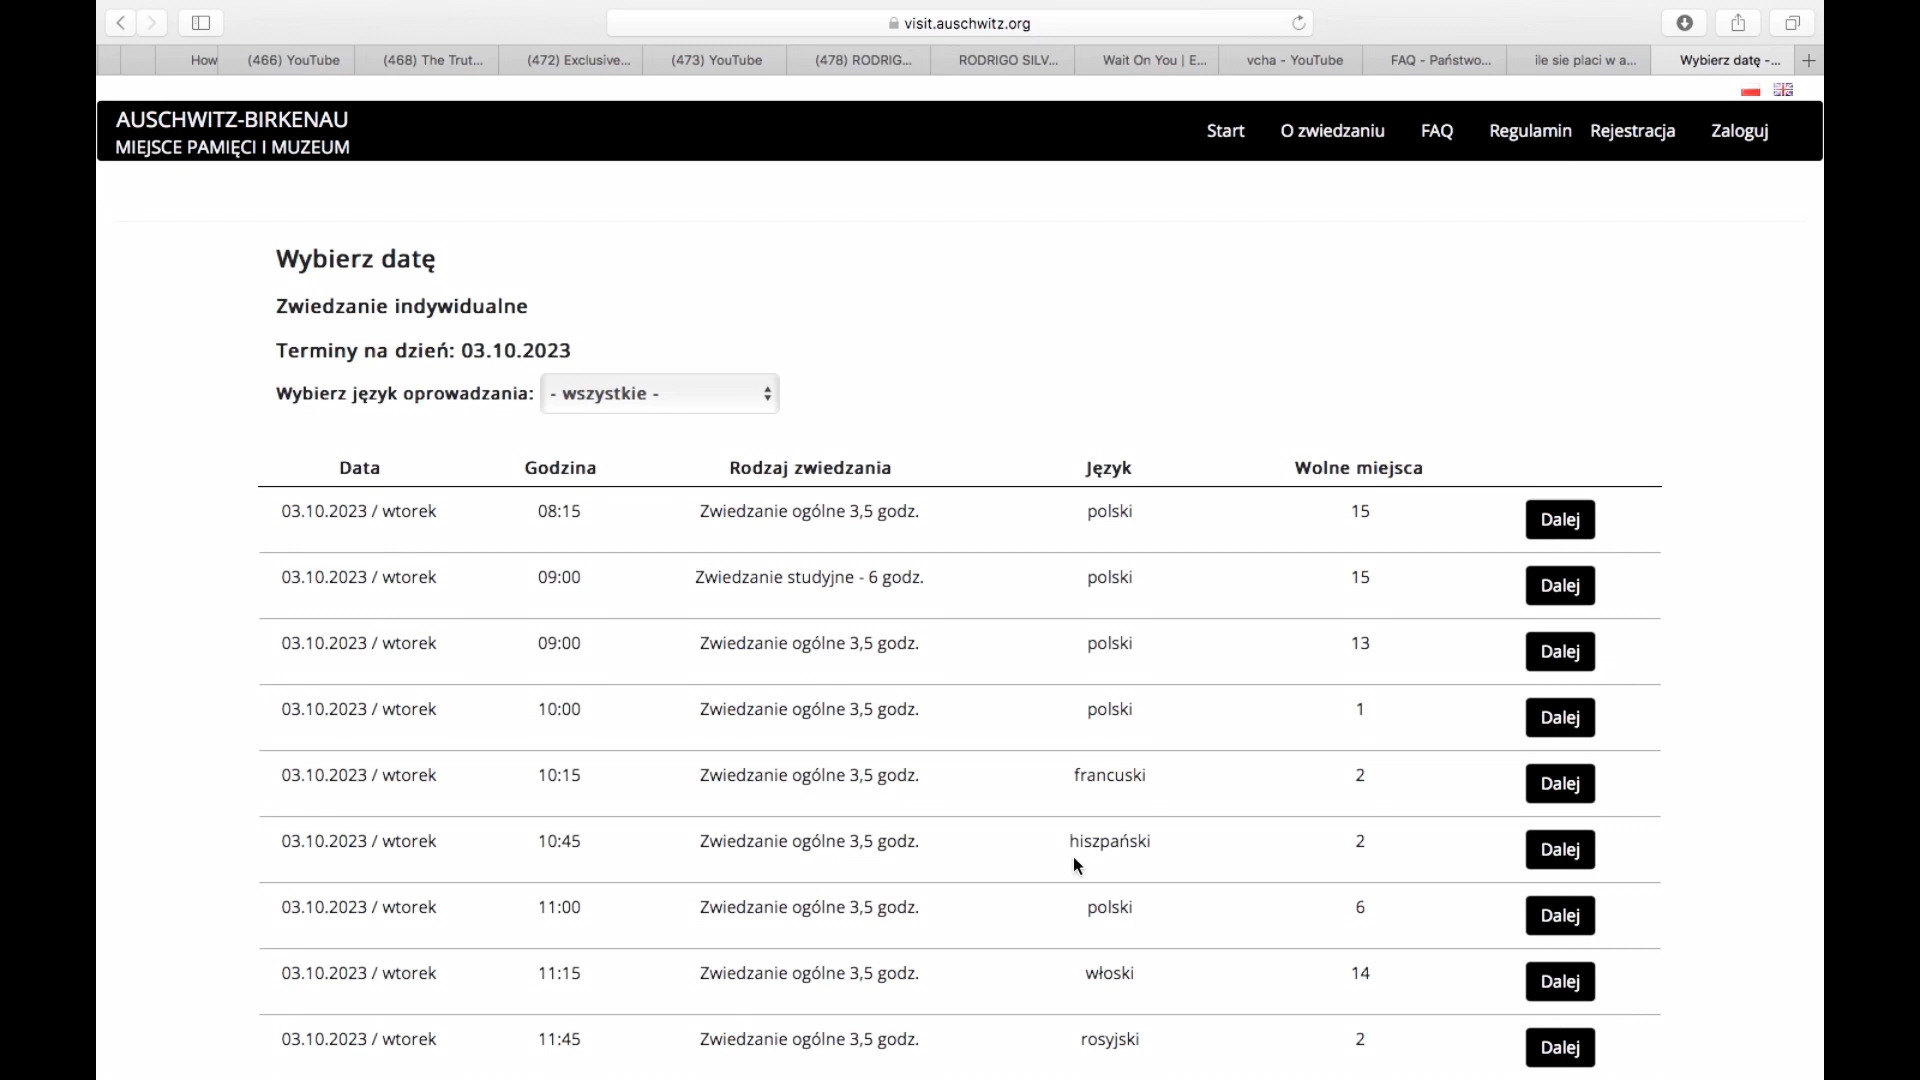 visit.auschwitz.org
How (466) YouTube (468) The Trut... (472) Exclusive... (473) YouTube (478) RODRIG... RODRIGO SILV... Wait On You | E... vcha - YouTube FAQ - Państwo... ile sie placi w a... Wybierz datę -...
AUSCHWITZ-BIRKENAU
MIEJSCE PAMIĘCI I MUZEUM
Start O zwiedzaniu FAQ Regulamin Rejestracja Zaloguj
Wybierz datę
Zwiedzanie indywidualne
Terminy na dzień: 03.10.2023
Wybierz język oprowadzania: - wszystkie -
Data Godzina Rodzaj zwiedzania Język Wolne miejsca
03.10.2023 / wtorek 08:15 Zwiedzanie ogólne 3,5 godz. polski 15 Dalej
03.10.2023 / wtorek 09:00 Zwiedzanie studyjne - 6 godz. polski 15 Dalej
03.10.2023 / wtorek 09:00 Zwiedzanie ogólne 3,5 godz. polski 13 Dalej
03.10.2023 / wtorek 10:00 Zwiedzanie ogólne 3,5 godz. polski 1 Dalej
03.10.2023 / wtorek 10:15 Zwiedzanie ogólne 3,5 godz. francuski 2 Dalej
03.10.2023 / wtorek 10:45 Zwiedzanie ogólne 3,5 godz. hiszpański 2 Dalej
03.10.2023 / wtorek 11:00 Zwiedzanie ogólne 3,5 godz. polski 6 Dalej
03.10.2023 / wtorek 11:15 Zwiedzanie ogólne 3,5 godz. włoski 14 Dalej
03.10.2023 / wtorek 11:45 Zwiedzanie ogólne 3,5 godz. rosyjski 2 Dalej